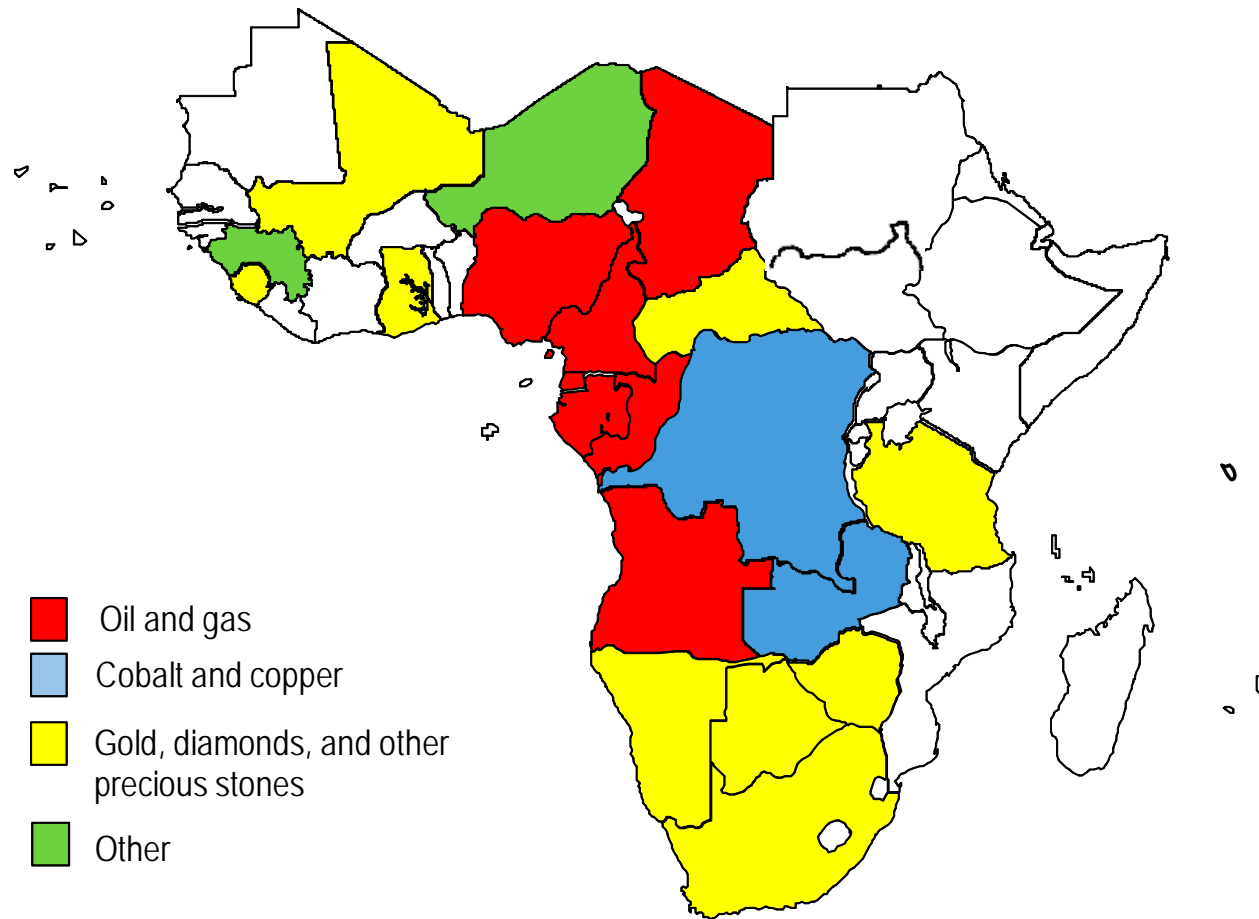 Oil and gas
Cobalt and copper
Gold, diamonds, and other
precious stones
Other